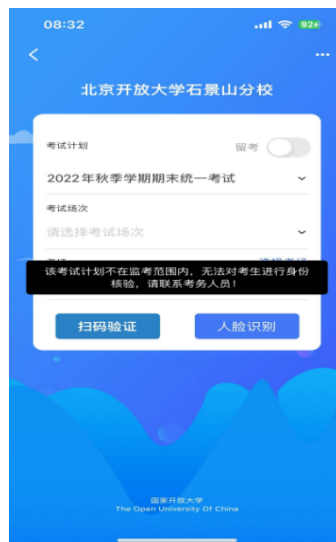 08:32
92
北京开放大学石景山分校
考试计划
留考
2022年秋季学期期末统一考试
考试场次
请选择考试场次
该考试计划不在监考范围内，无法对考生进行身份
核验，请联系考务人员！
扫码验证
人脸识别
国家开放大学
The Open University Of China